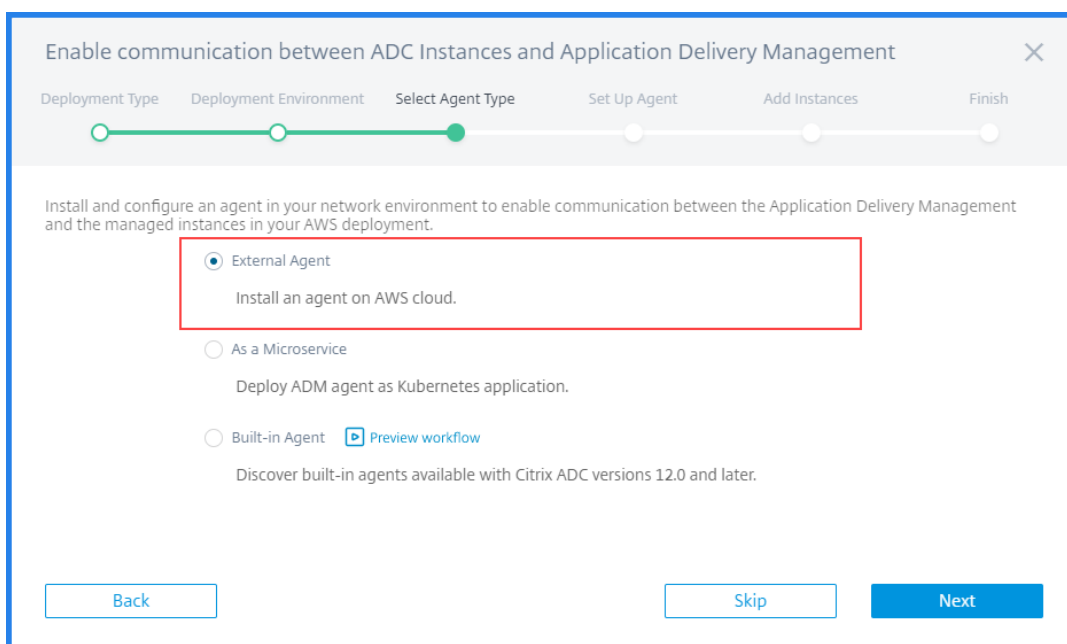 Enable communication between ADC Instances and Application Delivery Management
Deployment Type Deployment Environment Select Agent Type Set Up Agent Add Instances Finish
Install and configure an agent in your network environment to enable communication between the Application Delivery Management
and the managed instances in your AWS deployment.
External Agent
Install an agent on AWS cloud.
As a Microservice
Deploy ADM agent as Kubernetes application.
Built-in Agent Preview workflow
Discover built-in agents available with Citrix ADC versions 12.0 and later.
Back Skip Next